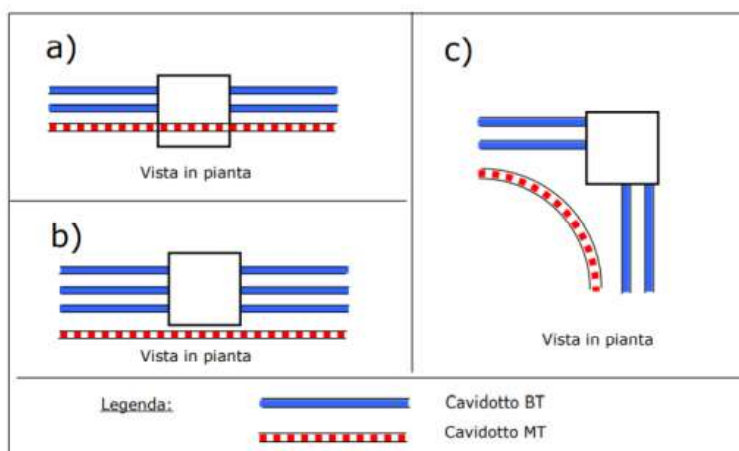 a)
Vista in pianta
b)
Vista in pianta
c)
Vista in pianta
Legenda:
Cavidotto BT
Cavidotto MT